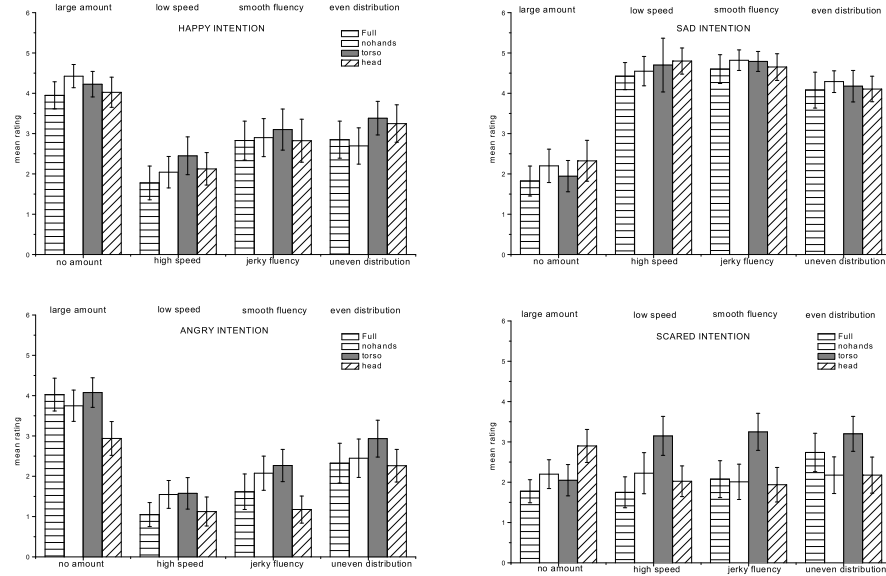 large amount low speed smooth fluency even distribution
HAPPY INTENTION
Full
nohands
torso
head
mean rating
6
5
4
3
2
1
0
no amount high speed jerky fluency uneven distribution
large amount low speed smooth fluency even distribution
SAD INTENTION
mean rating
6
5
4
3
2
1
0
no amount high speed jerky fluency uneven distribution
large amount low speed smooth fluency even distribution
ANGRY INTENTION
Full
nohands
torso
head
mean rating
6
5
4
3
2
1
0
no amount high speed jerky fluency uneven distribution
large amount low speed smooth fluency even distribution
SCARED INTENTION
Full
nohands
torso
head
mean rating
6
5
4
3
2
1
0
no amount high speed jerky fluency uneven distribution